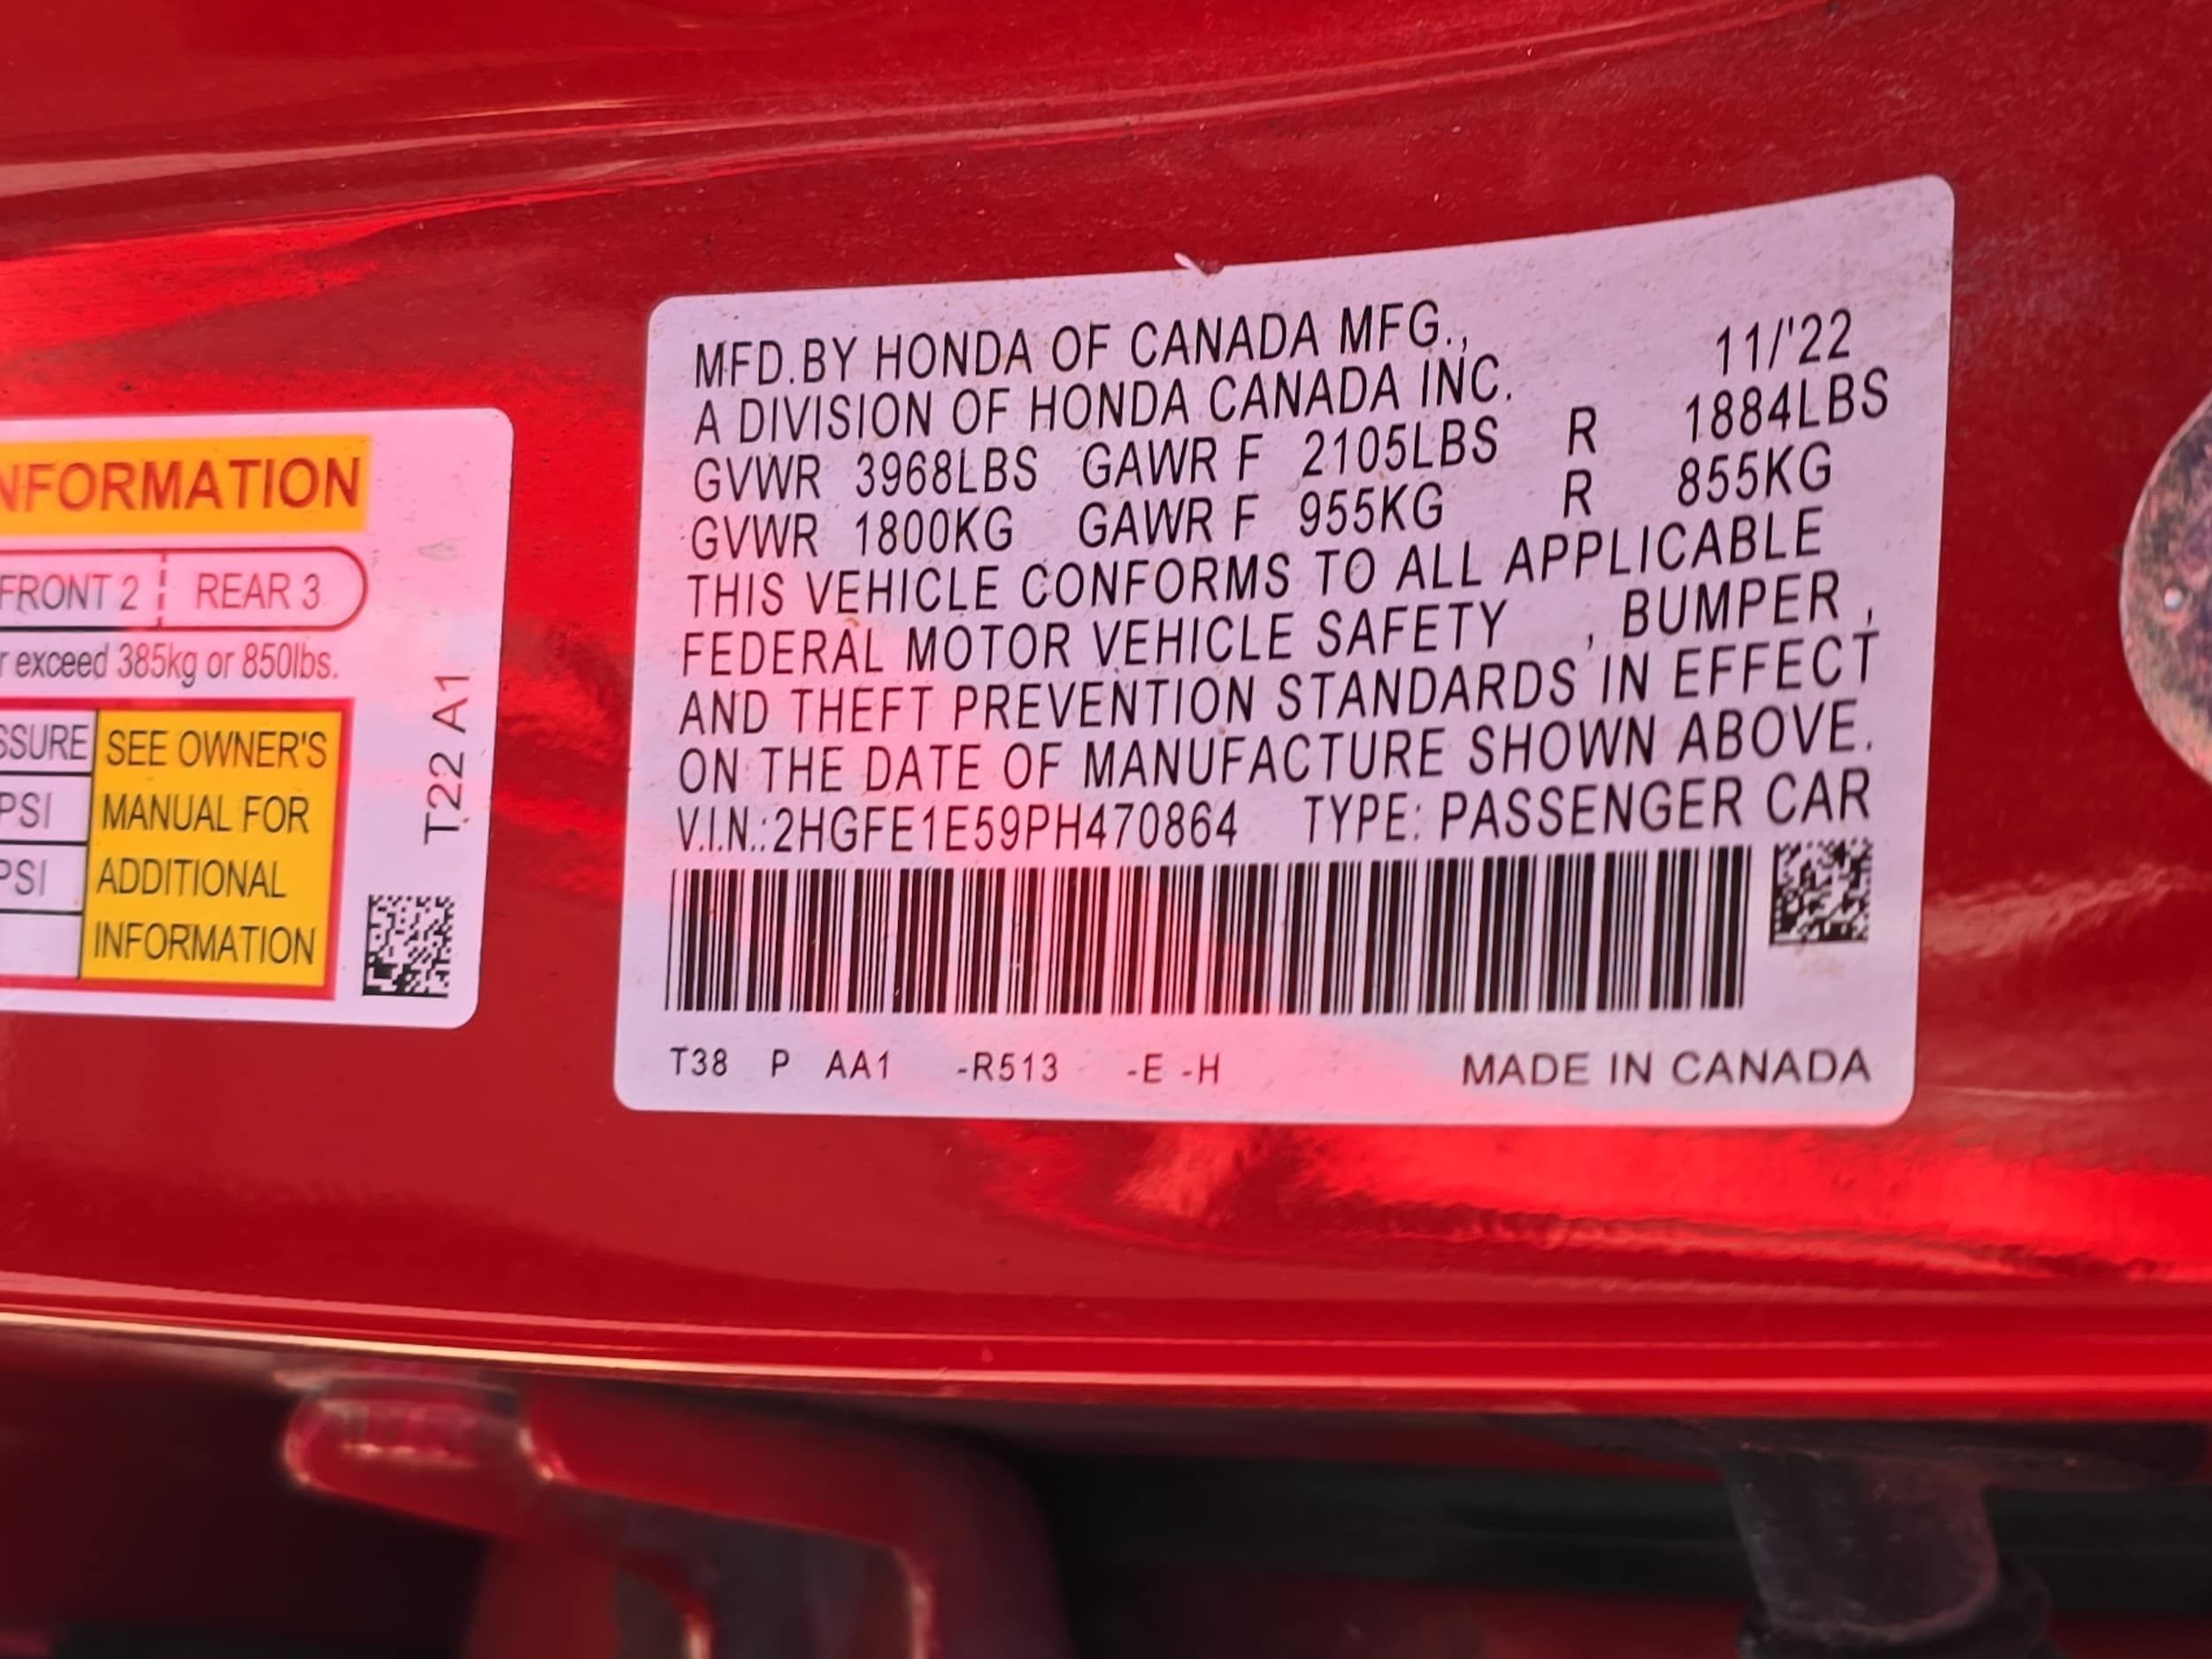 NFORMATION
FRONT 2 REAR 3
r exceed 385kg or 850lbs.
SSURE SEE OWNER'S
PSI MANUAL FOR
PSI ADDITIONAL
INFORMATION
T22 A1
MFD.BY HONDA OF CANADA MFG., 11/'22
A DIVISION OF HONDA CANADA INC.
GVWR 3968LBS GAWR F 2105LBS R 1884LBS
GVWR 1800KG GAWR F 955KG R 855KG
THIS VEHICLE CONFORMS TO ALL APPLICABLE
FEDERAL MOTOR VEHICLE SAFETY , BUMPER ,
AND THEFT PREVENTION STANDARDS IN EFFECT
ON THE DATE OF MANUFACTURE SHOWN ABOVE.
V.I.N.:2HGFE1E59PH470864 TYPE: PASSENGER CAR
T38 P AA1 -R513 -E -H MADE IN CANADA